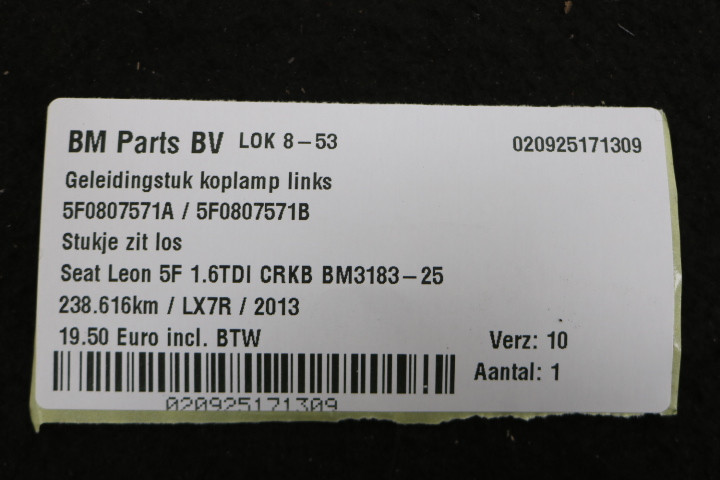 BM Parts BV LOK 8-53 020925171309
Geleidingstuk koplamp links
5F0807571A / 5F0807571B
Stukje zit los
Seat Leon 5F 1.6TDI CRKB BM3183-25
238.616km / LX7R / 2013
19.50 Euro incl. BTW Verz: 10
Aantal: 1
020925171309